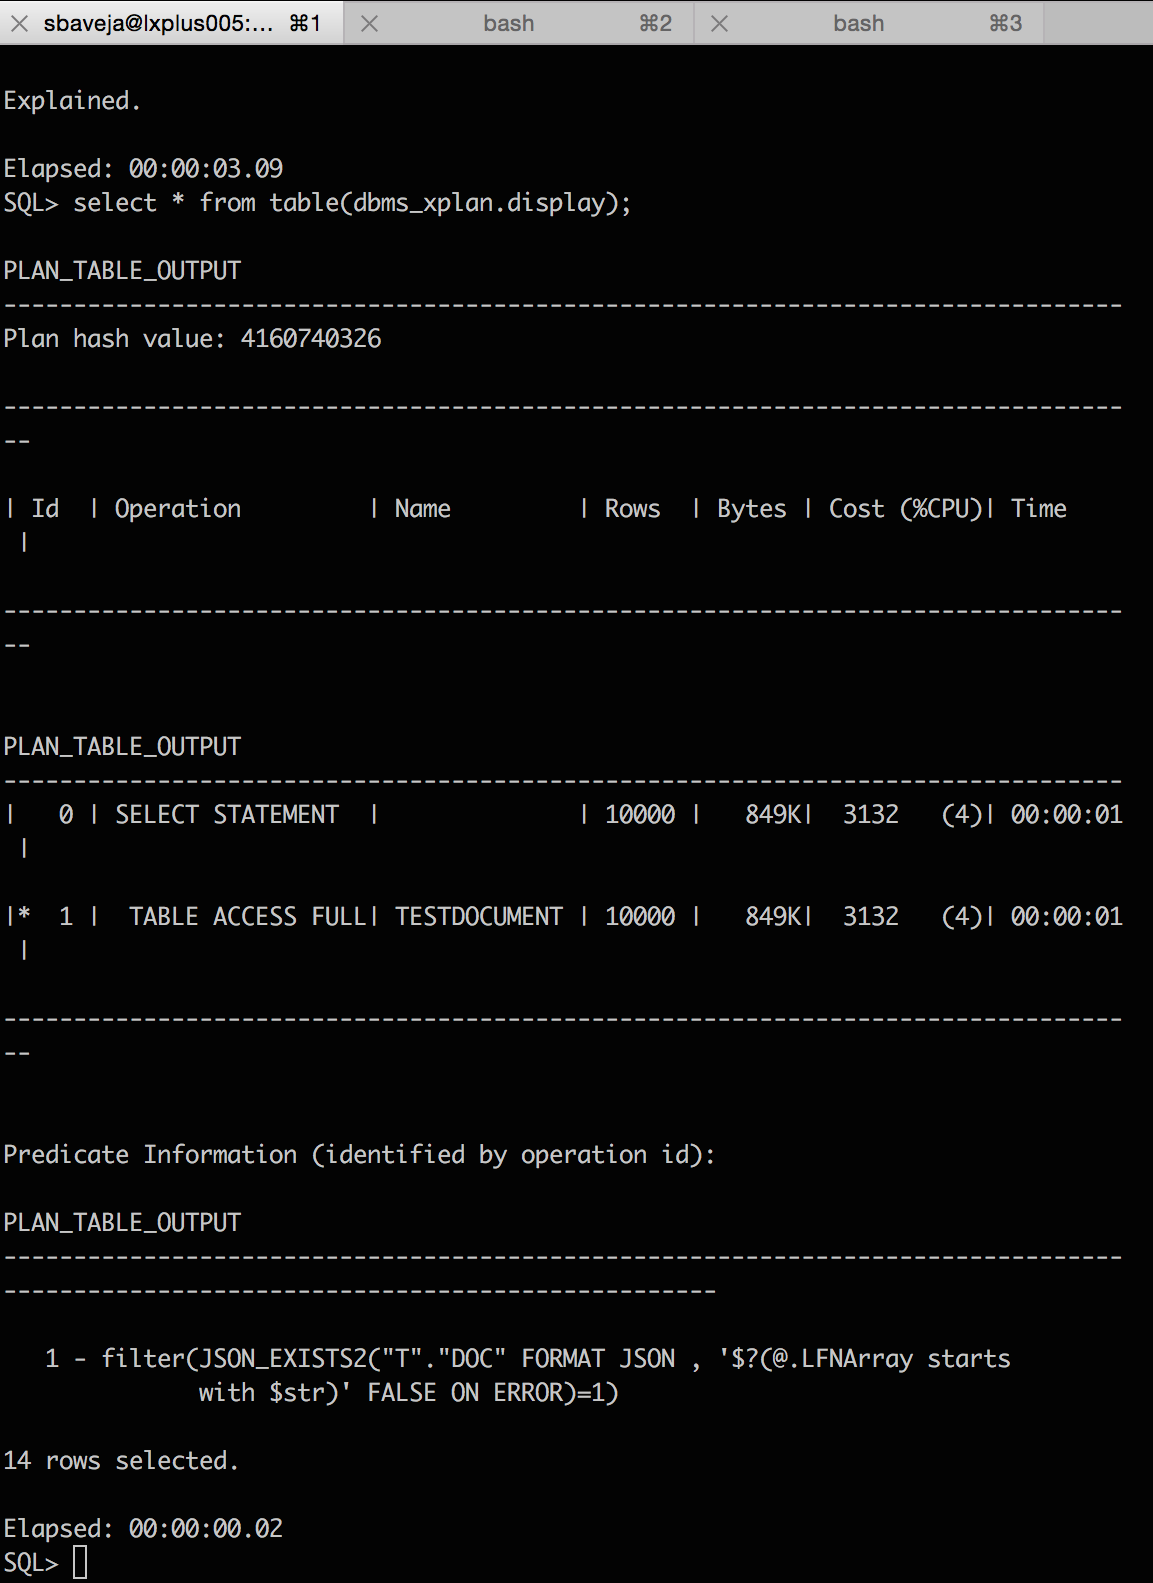 sbaveja@lxplus005:... ⌘1 bash ⌘2 bash ⌘3
Explained.
Elapsed: 00:00:03.09
SQL> select * from table(dbms_xplan.display);
PLAN_TABLE_OUTPUT
--------------------------------------------------------------------------------
Plan hash value: 4160740326
--------------------------------------------------------------------------------
--
| Id  | Operation         | Name         | Rows  | Bytes | Cost (%CPU)| Time
 |
--------------------------------------------------------------------------------
--
PLAN_TABLE_OUTPUT
--------------------------------------------------------------------------------
|   0 | SELECT STATEMENT  |              | 10000 |   849K|  3132   (4)| 00:00:01
 |
|*  1 |  TABLE ACCESS FULL| TESTDOCUMENT | 10000 |   849K|  3132   (4)| 00:00:01
 |
--------------------------------------------------------------------------------
--
Predicate Information (identified by operation id):
PLAN_TABLE_OUTPUT
--------------------------------------------------------------------------------
---------------------------------------------------
   1 - filter(JSON_EXISTS2("T"."DOC" FORMAT JSON , '$?(@.LFNArray starts
              with $str)' FALSE ON ERROR)=1)
14 rows selected.
Elapsed: 00:00:00.02
SQL>